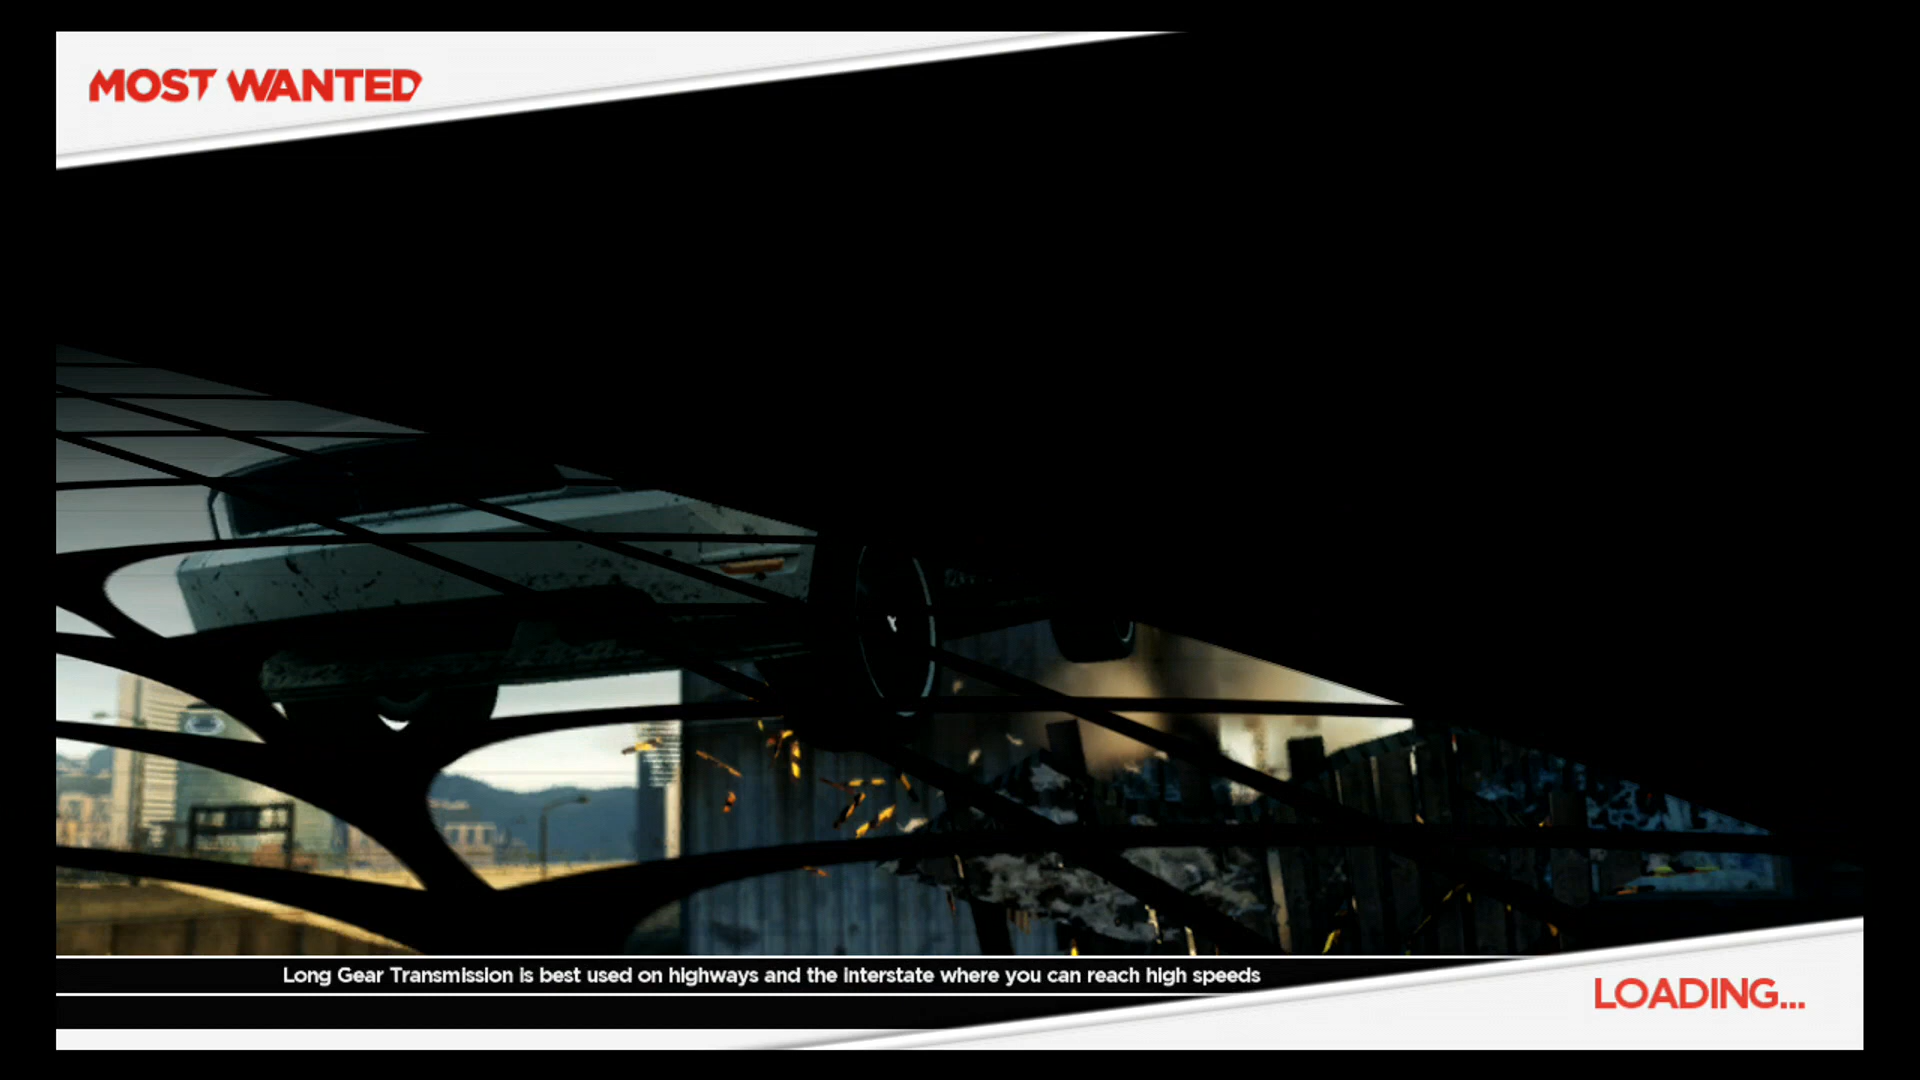 MOST WANTED
Long Gear Transmission is best used on highways and the interstate where you can reach high speeds
LOADING...